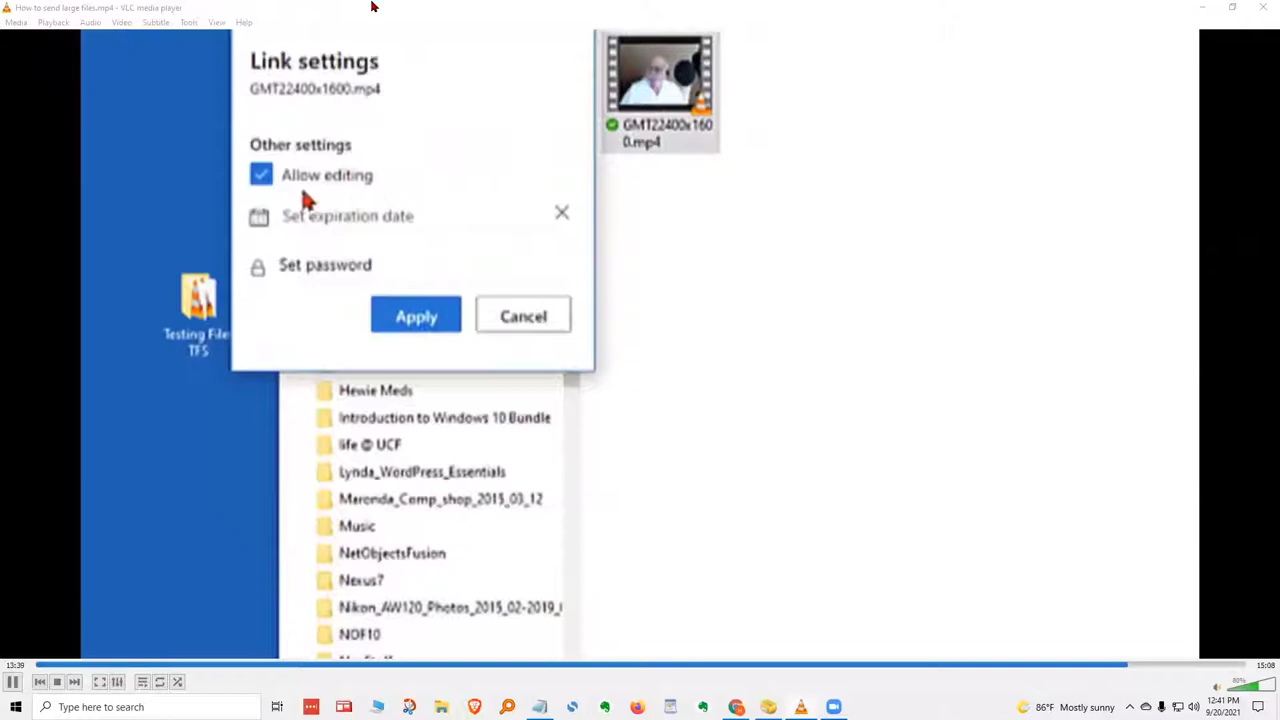 How to send large files.mp4 - VLC media player
Media Playback Audio Video Subtitle Tools View Help
Link settings
GMT22400x1600.mp4
Other settings
Allow editing
Set expiration date
Set password
Apply Cancel
GMT22400x160
0.mp4
Testing File
TFS
Hewie Meds
Introduction to Windows 10 Bundle
life @ UCF
Lynda_WordPress_Essentials
Maronda_Comp_shop_2015_03_12
Music
NetObjectsFusion
Nexus7
Nikon_AW120_Photos_2015_02-2019_
NOF10
13:39 15:08
80%
Type here to search
86°F Mostly sunny
12:41 PM
9/20/2021